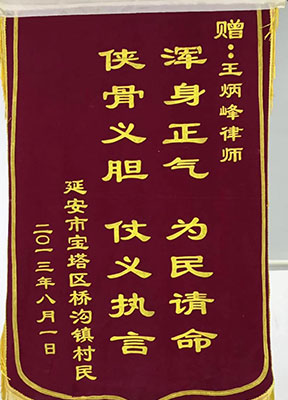 赠：王炳峰律师
浑身正气 为民请命
侠骨义胆 仗义执言
延安市宝塔区桥沟镇村民
二〇一三年八月一日